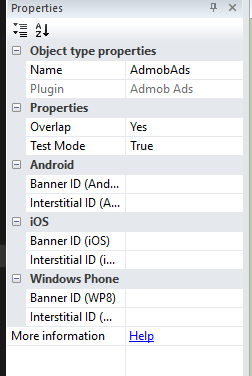 Properties
Object type properties
Name AdmobAds
Plugin Admob Ads
Properties
Overlap Yes
Test Mode True
Android
Banner ID (And...
Interstitial ID (A...
iOS
Banner ID (iOS)
Interstitial ID (i...
Windows Phone
Banner ID (WP8)
Interstitial ID (...
More information Help